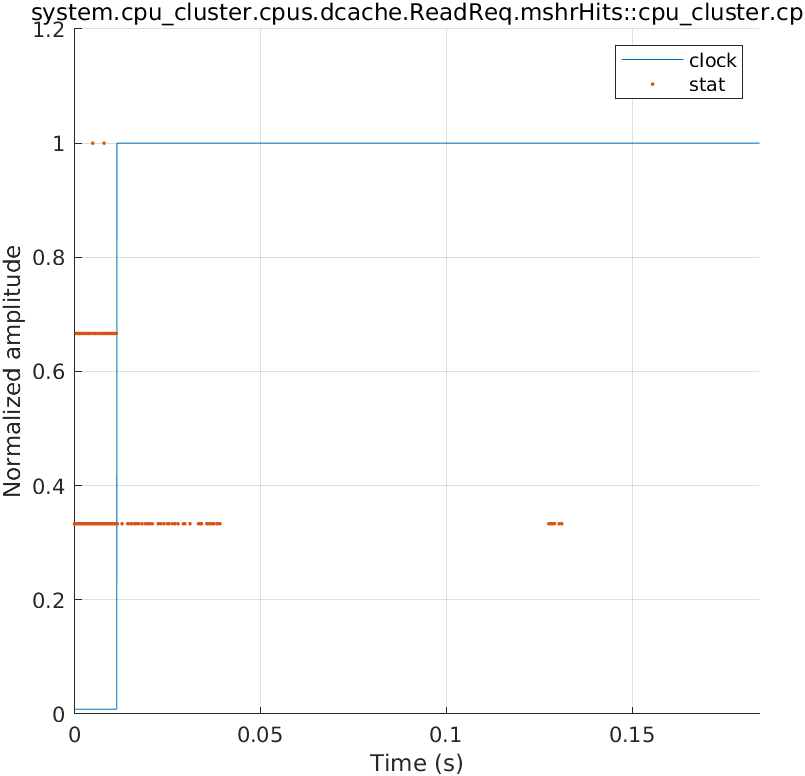 system.cpu_cluster.cpus.dcache.ReadReq.mshrHits::cpu_cluster.cp
1.2
clock
stat
1
0.8
0.6
0.4
0.2
0
Normalized amplitude
0
0.05
0.1
0.15
Time (s)